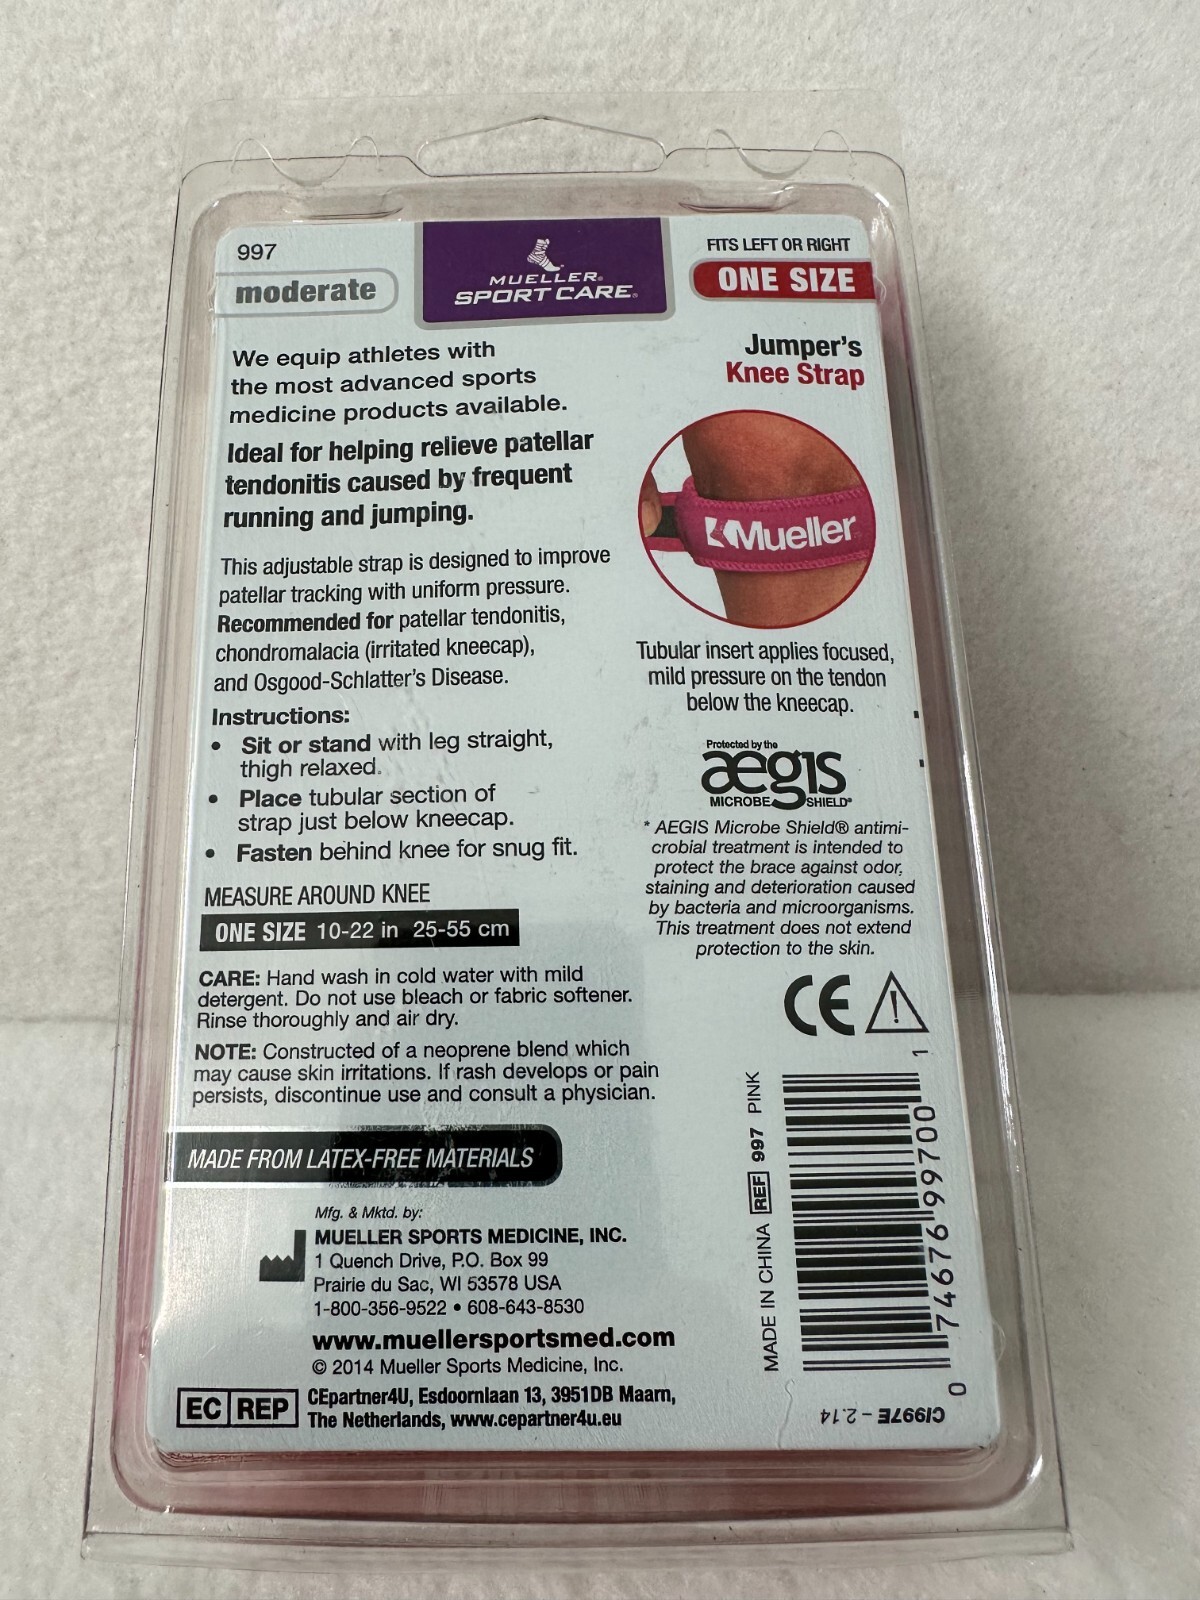 997
moderate
MUELLER®
SPORT CARE®
FITS LEFT OR RIGHT
ONE SIZE
We equip athletes with
the most advanced sports
medicine products available.
Ideal for helping relieve patellar
tendonitis caused by frequent
running and jumping.
This adjustable strap is designed to improve
patellar tracking with uniform pressure.
Recommended for patellar tendonitis,
chondromalacia (irritated kneecap),
and Osgood-Schlatter's Disease.
Instructions:
• Sit or stand with leg straight,
thigh relaxed.
• Place tubular section of
strap just below kneecap.
• Fasten behind knee for snug fit.
MEASURE AROUND KNEE
ONE SIZE 10-22 in 25-55 cm
CARE: Hand wash in cold water with mild
detergent. Do not use bleach or fabric softener.
Rinse thoroughly and air dry.
NOTE: Constructed of a neoprene blend which
may cause skin irritations. If rash develops or pain
persists, discontinue use and consult a physician.
MADE FROM LATEX-FREE MATERIALS
Mfg. & Mktd. by:
MUELLER SPORTS MEDICINE, INC.
1 Quench Drive, P.O. Box 99
Prairie du Sac, WI 53578 USA
1-800-356-9522 • 608-643-8530
www.muellersportsmed.com
© 2014 Mueller Sports Medicine, Inc.
EC REP
CEpartner4U, Esdoornlaan 13, 3951DB Maarn,
The Netherlands, www.cepartner4u.eu
Jumper's
Knee Strap
Mueller
Tubular insert applies focused,
mild pressure on the tendon
below the kneecap.
Protected by the
aegis
MICROBE SHIELD®
* AEGIS Microbe Shield® antimi-
crobial treatment is intended to
protect the brace against odor,
staining and deterioration caused
by bacteria and microorganisms.
This treatment does not extend
protection to the skin.
CE
MADE IN CHINA REF 997 PINK
0 74676 99700 1
CI997E – 2.14